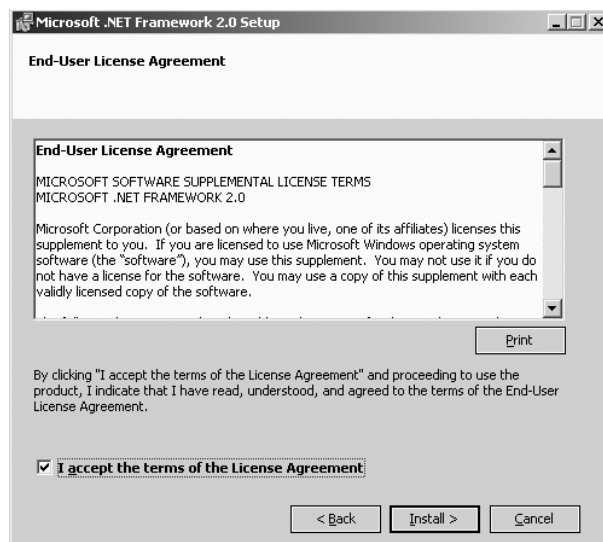 Microsoft .NET Framework 2.0 Setup
End-User License Agreement
End-User License Agreement
MICROSOFT SOFTWARE SUPPLEMENTAL LICENSE TERMS
MICROSOFT .NET FRAMEWORK 2.0
Microsoft Corporation (or based on where you live, one of its affiliates) licenses this
supplement to you.  If you are licensed to use Microsoft Windows operating system
software (the “software”), you may use this supplement.  You may not use it if you do
not have a license for the software.  You may use a copy of this supplement with each
validly licensed copy of the software.
Print
By clicking "I accept the terms of the License Agreement" and proceeding to use the
product, I indicate that I have read, understood, and agreed to the terms of the End-User
License Agreement.
I accept the terms of the License Agreement
< Back
Install >
Cancel